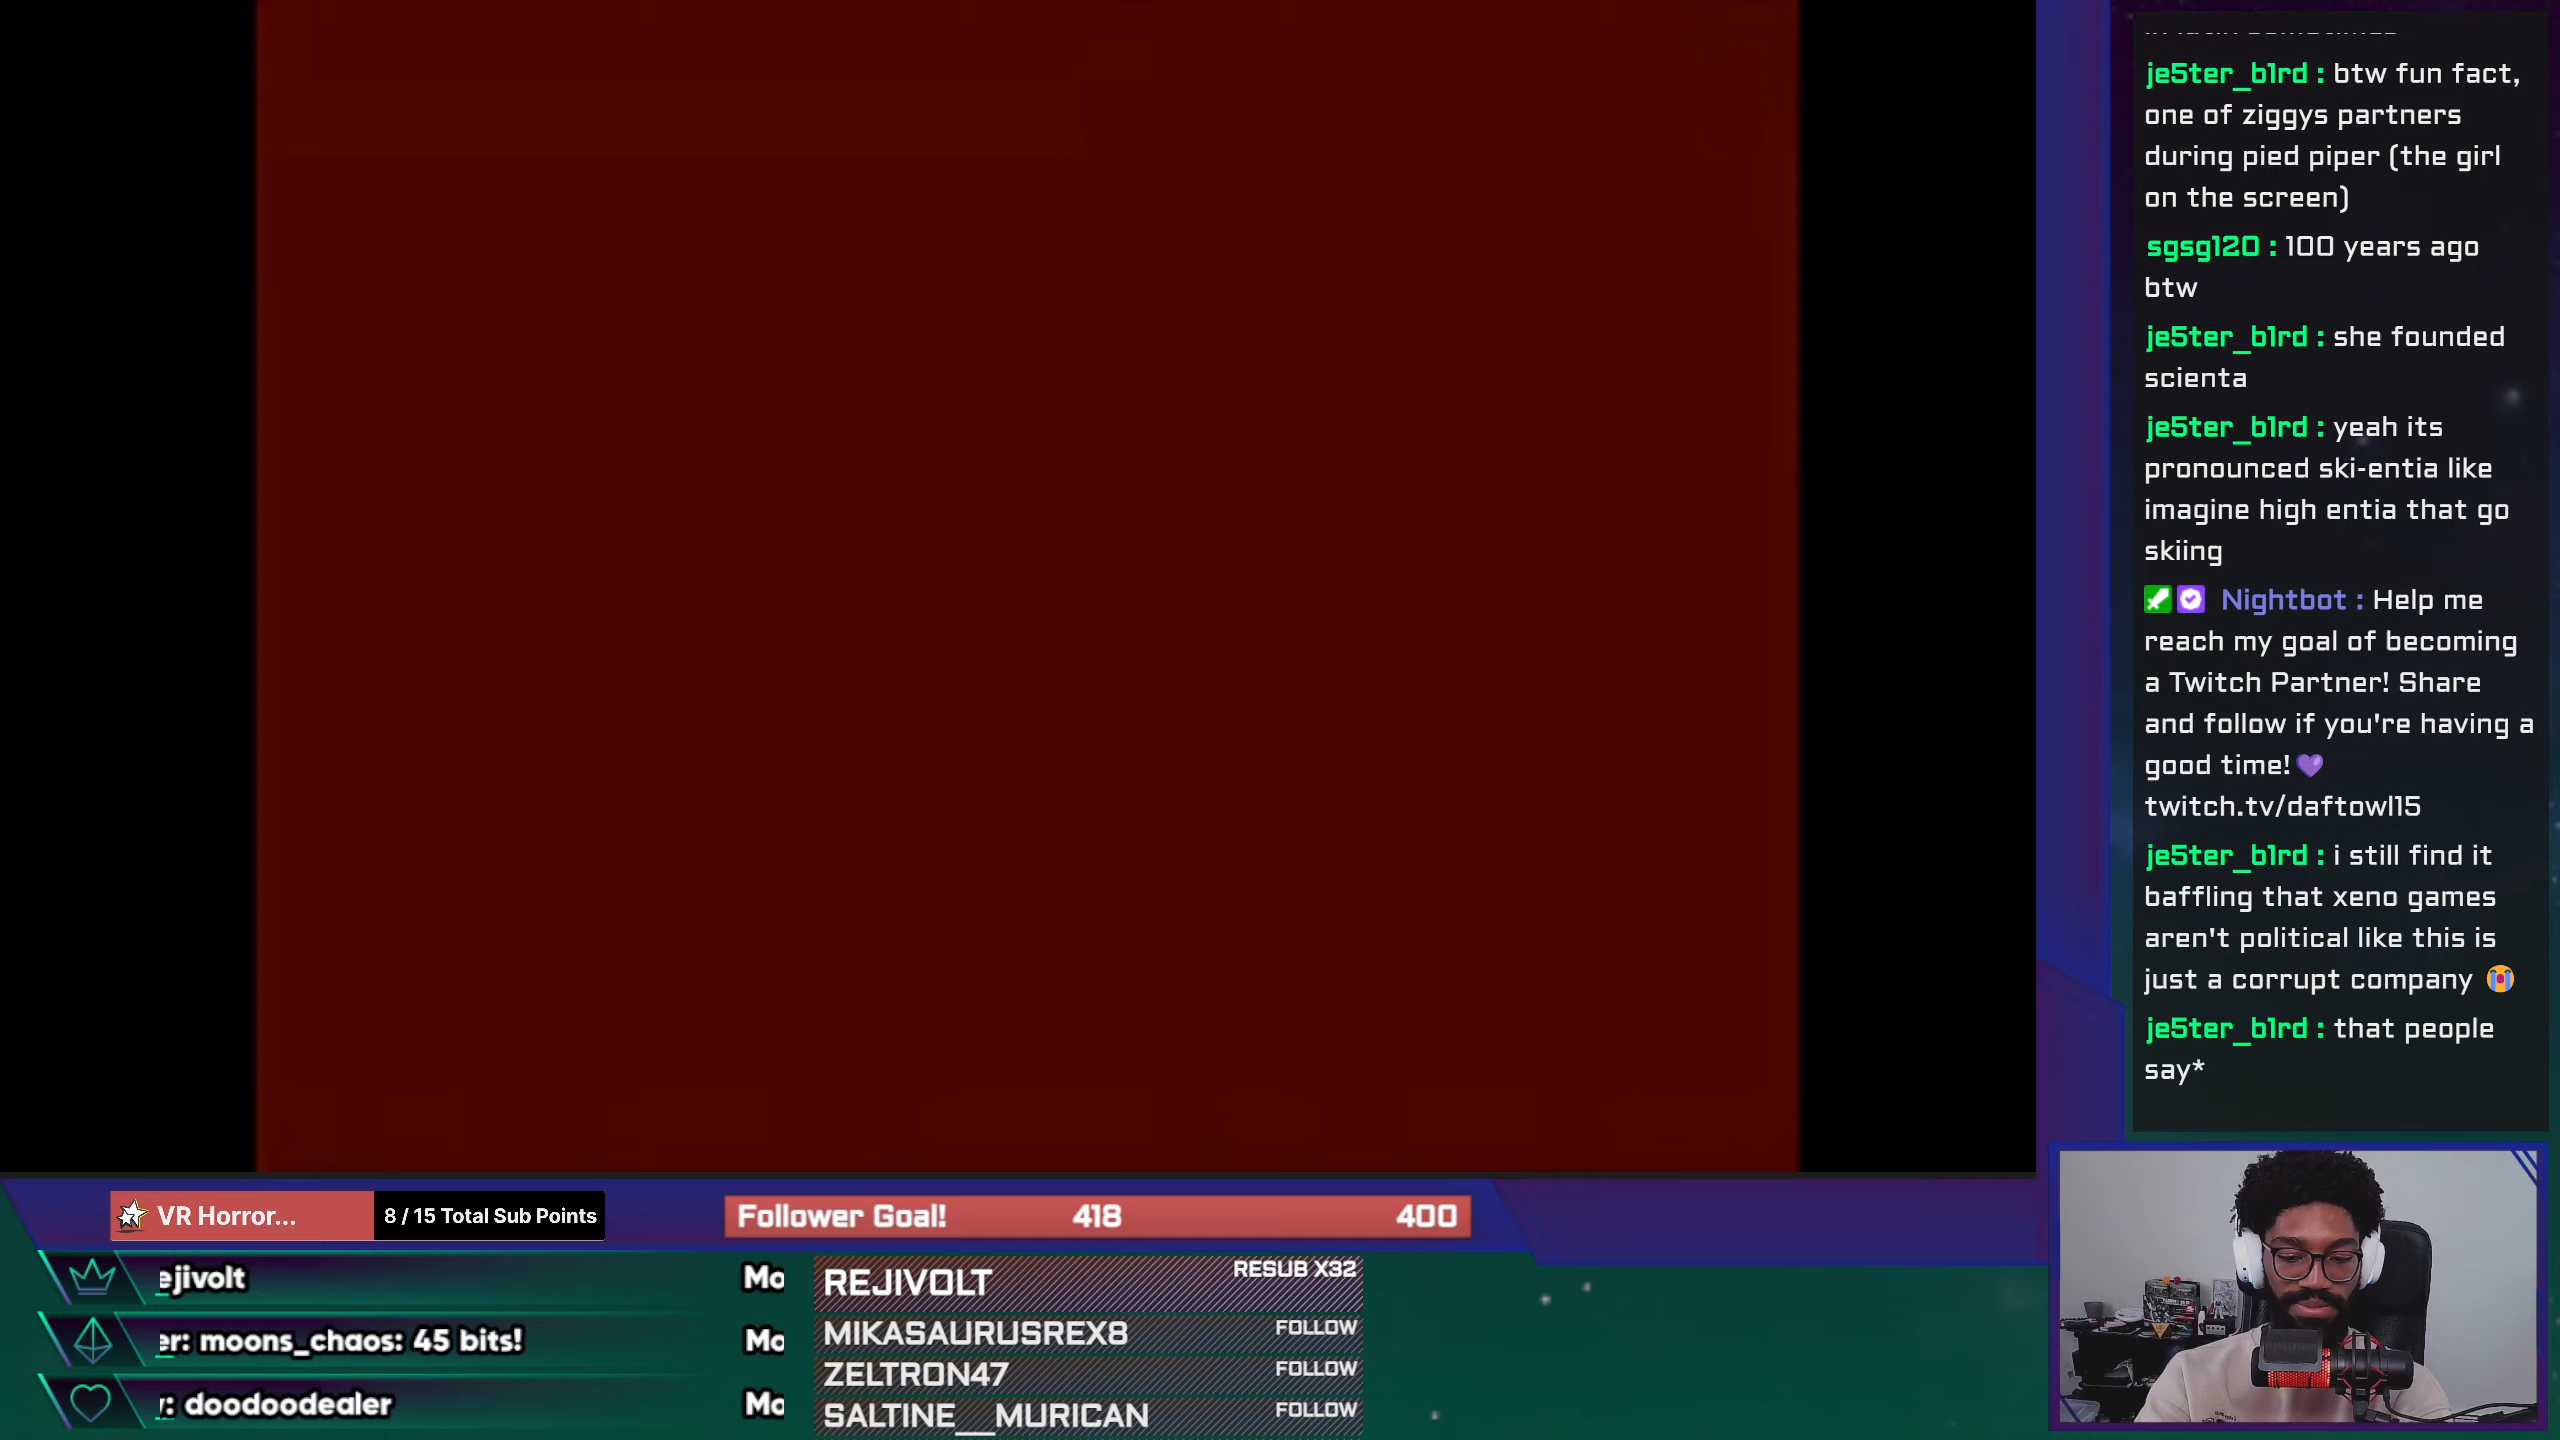 je5ter_b1rd : btw fun fact,
one of ziggys partners
during pied piper (the girl
on the screen)
sgsg120 : 100 years ago
btw
je5ter_b1rd : she founded
scienta
je5ter_b1rd : yeah its
pronounced ski-entia like
imagine high entia that go
skiing
Nightbot : Help me
reach my goal of becoming
a Twitch Partner! Share
and follow if you're having a
good time!💜
twitch.tv/daftowl15
je5ter_b1rd : i still find it
baffling that xeno games
aren't political like this is
just a corrupt company 😭
je5ter_b1rd : that people
say*
VR Horror... 8 / 15 Total Sub Points
Follower Goal! 418 400
ejivolt Mo
er: moons_chaos: 45 bits! Mo
r: doodoodealer Mo
REJIVOLT RESUB X32
MIKASAURUSREX8 FOLLOW
ZELTRON47 FOLLOW
SALTINE__MURICAN FOLLOW